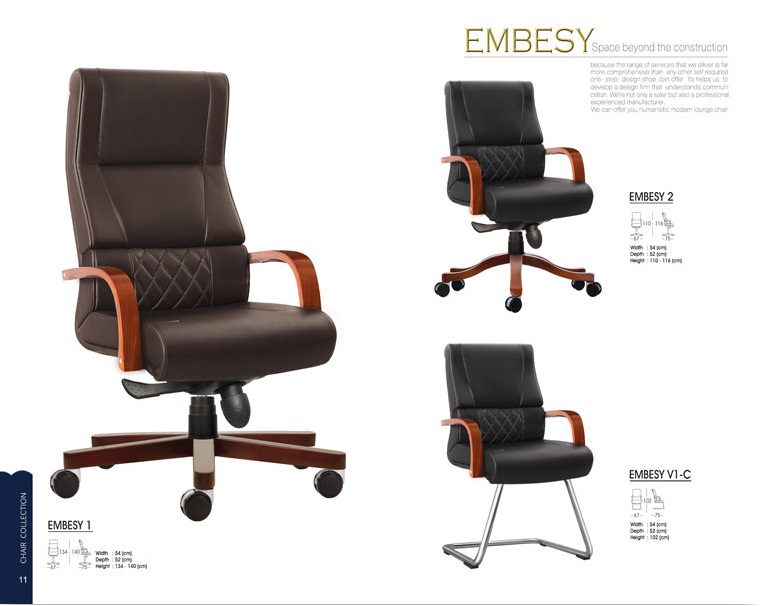 EMBESY Space beyond the construction
because the range of services that we diliver is far
more comprehensive than any other self required
one- step- design shop can offer its helps us to
develop a design firm that understands communi
cation. We're not only a saler but also a professional
experienced manufacturer.
We can offer you humanistic modern lounge chair
EMBESY 2
110 - 116
67 75
Width : 54 (cm)
Depth : 52 (cm)
Height : 110 - 116 (cm)
EMBESY V1-C
102
67 75
Width : 54 (cm)
Depth : 52 (cm)
Height : 102 (cm)
EMBESY 1
134 - 140
67 75
Width : 54 (cm)
Depth : 52 (cm)
Height : 134 - 140 (cm)
CHAIR COLLECTION
11